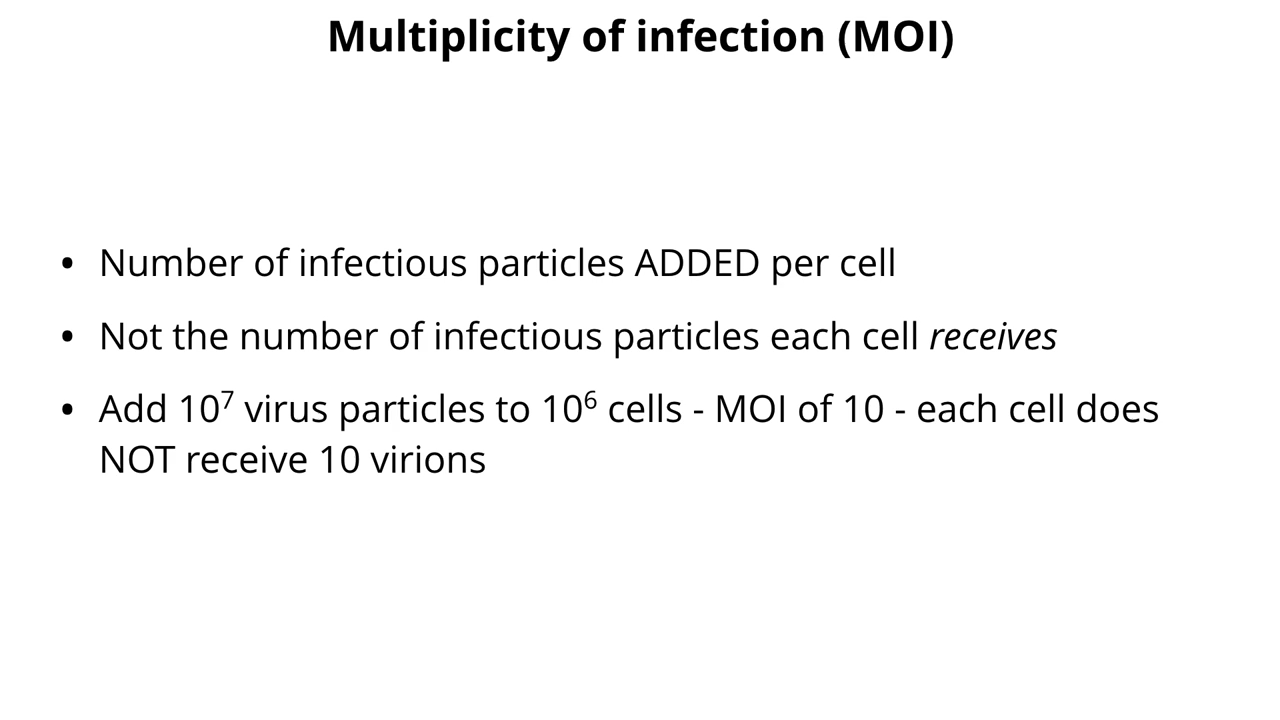 Multiplicity of infection (MOI)
• Number of infectious particles ADDED per cell
• Not the number of infectious particles each cell receives
• Add 10⁷ virus particles to 10⁶ cells - MOI of 10 - each cell does
NOT receive 10 virions